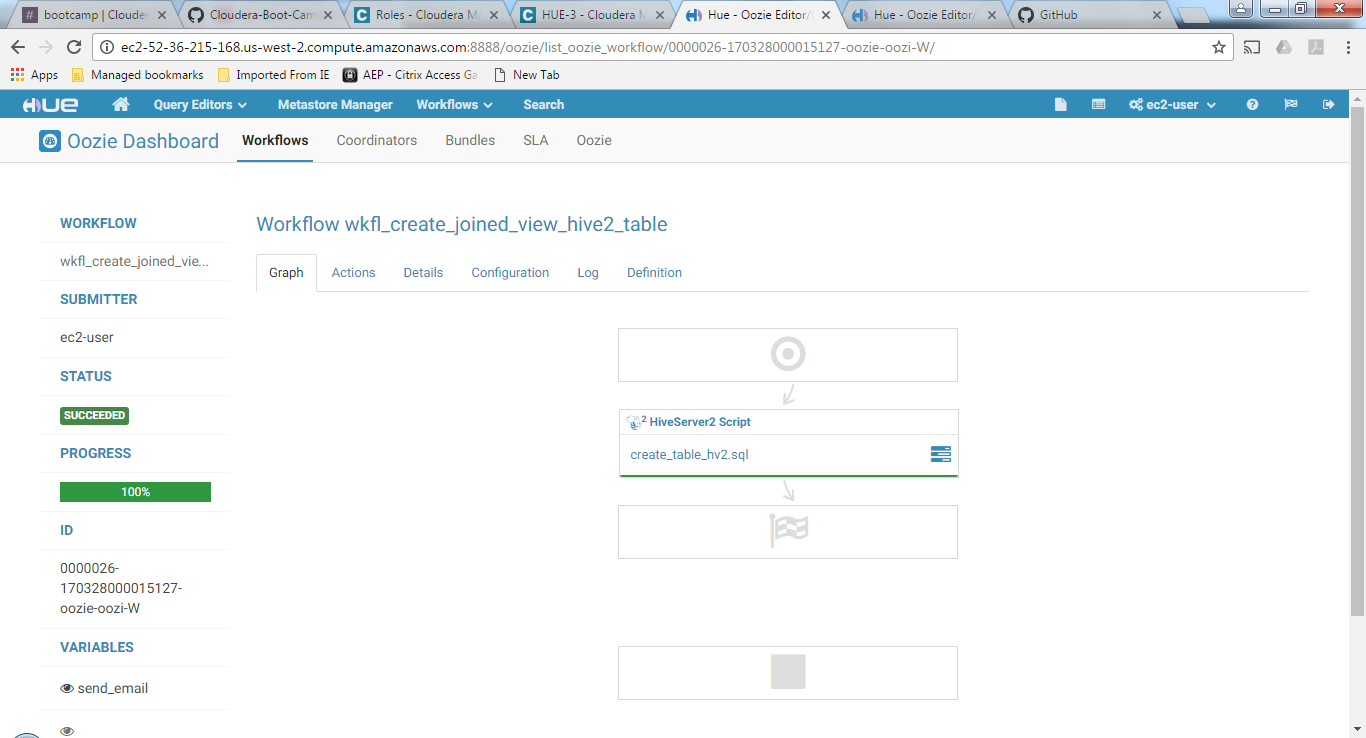 bootcamp | Clouder
Cloudera-Boot-Cam
Roles - Cloudera Ma
HUE-3 - Cloudera M
Hue - Oozie Editor/
Hue - Oozie Editor/
GitHub
ec2-52-36-215-168.us-west-2.compute.amazonaws.com:8888/oozie/list_oozie_workflow/0000026-170328000015127-oozie-oozi-W/
Apps
Managed bookmarks
Imported From IE
AEP - Citrix Access Ga
New Tab
HUE
Query Editors
Metastore Manager
Workflows
Search
ec2-user
Oozie Dashboard
Workflows
Coordinators
Bundles
SLA
Oozie
WORKFLOW
wkfl_create_joined_vie...
SUBMITTER
ec2-user
STATUS
SUCCEEDED
PROGRESS
100%
ID
0000026-
170328000015127-
oozie-oozi-W
VARIABLES
send_email
Workflow wkfl_create_joined_view_hive2_table
Graph
Actions
Details
Configuration
Log
Definition
2 HiveServer2 Script
create_table_hv2.sql